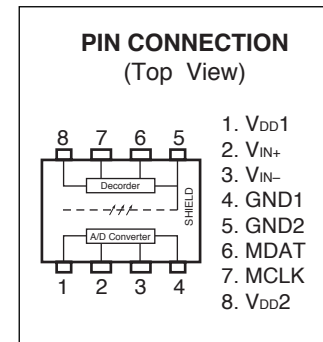 PIN CONNECTION
(Top View)
8 7 6 5
Decorder
SHIELD
A/D Converter
1 2 3 4
1. VDD1
2. VIN+
3. VIN–
4. GND1
5. GND2
6. MDAT
7. MCLK
8. VDD2